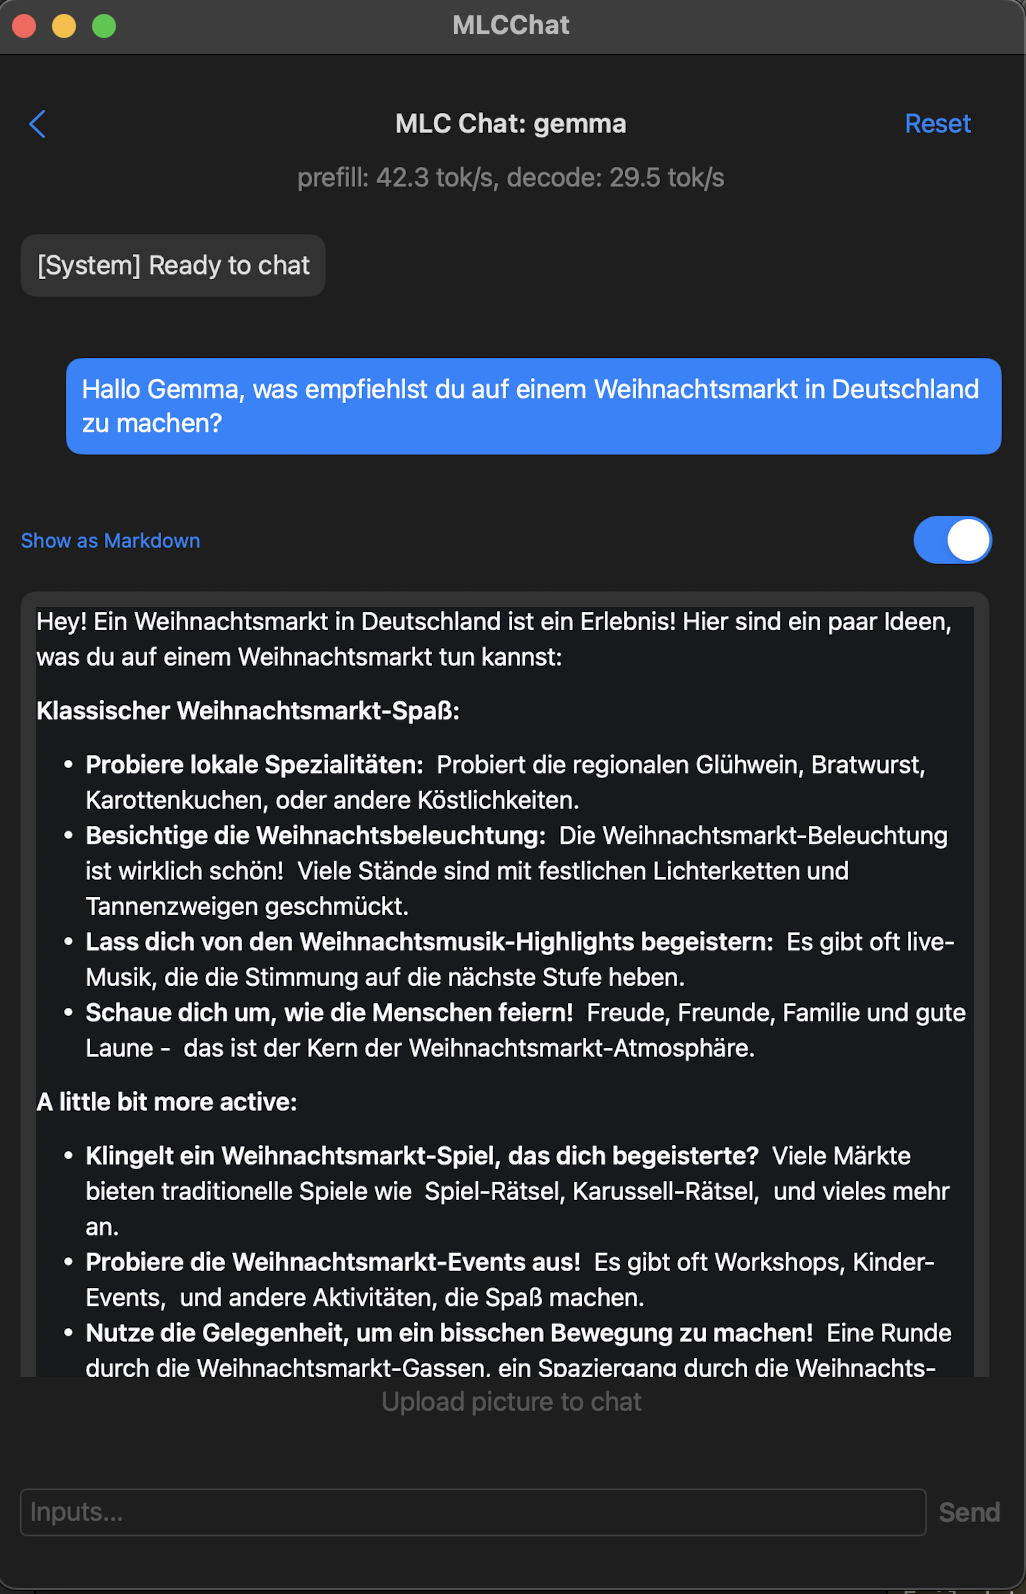 MLCChat
MLC Chat: gemma
Reset
prefill: 42.3 tok/s, decode: 29.5 tok/s
[System] Ready to chat
Hallo Gemma, was empfiehlst du auf einem Weihnachtsmarkt in Deutschland
zu machen?
Show as Markdown
Hey! Ein Weihnachtsmarkt in Deutschland ist ein Erlebnis! Hier sind ein paar Ideen,
was du auf einem Weihnachtsmarkt tun kannst:
Klassischer Weihnachtsmarkt-Spaß:
• Probiere lokale Spezialitäten: Probiert die regionalen Glühwein, Bratwurst,
Karottenkuchen, oder andere Köstlichkeiten.
• Besichtige die Weihnachtsbeleuchtung: Die Weihnachtsmarkt-Beleuchtung
ist wirklich schön! Viele Stände sind mit festlichen Lichterketten und
Tannenzweigen geschmückt.
• Lass dich von den Weihnachtsmusik-Highlights begeistern: Es gibt oft live-
Musik, die die Stimmung auf die nächste Stufe heben.
• Schaue dich um, wie die Menschen feiern! Freude, Freunde, Familie und gute
Laune - das ist der Kern der Weihnachtsmarkt-Atmosphäre.
A little bit more active:
• Klingelt ein Weihnachtsmarkt-Spiel, das dich begeisterte? Viele Märkte
bieten traditionelle Spiele wie Spiel-Rätsel, Karussell-Rätsel, und vieles mehr
an.
• Probiere die Weihnachtsmarkt-Events aus! Es gibt oft Workshops, Kinder-
Events, und andere Aktivitäten, die Spaß machen.
• Nutze die Gelegenheit, um ein bisschen Bewegung zu machen! Eine Runde
durch die Weihnachtsmarkt-Gassen, ein Spaziergang durch die Weihnachts-
Upload picture to chat
Inputs...
Send